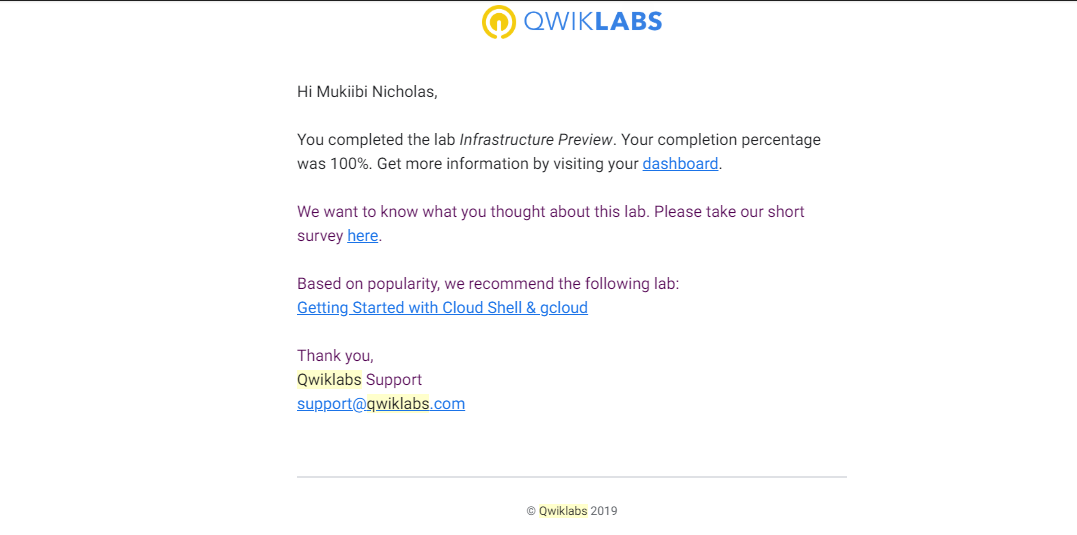 QWIKLABS
Hi Mukiibi Nicholas,
You completed the lab Infrastructure Preview. Your completion percentage
was 100%. Get more information by visiting your dashboard.
We want to know what you thought about this lab. Please take our short
survey here.
Based on popularity, we recommend the following lab:
Getting Started with Cloud Shell & gcloud
Thank you,
Qwiklabs Support
support@qwiklabs.com
© Qwiklabs 2019